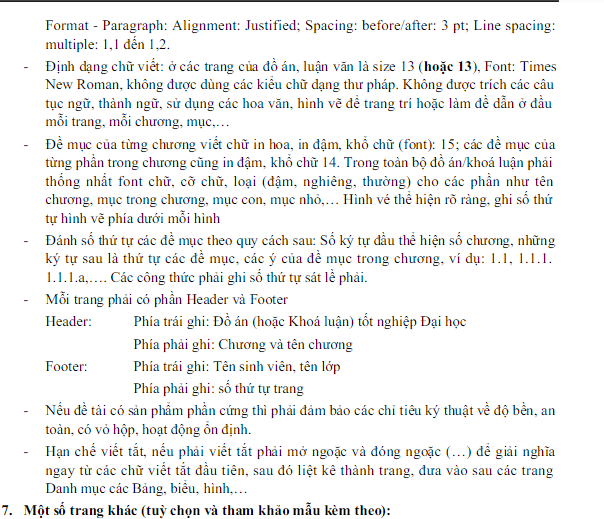 Format - Paragraph: Alignment: Justified; Spacing: before/after: 3 pt; Line spacing:
multiple: 1,1 đến 1,2.
- Định dạng chữ viết: ở các trang của đồ án, luận văn là size 13 (hoặc 13), Font: Times
New Roman, không được dùng các kiểu chữ dạng thư pháp. Không được trích các câu
tục ngữ, thành ngữ, sử dụng các hoa văn, hình vẽ để trang trí hoặc làm đề dẫn ở đầu
mỗi trang, mỗi chương, mục,…
- Đề mục của từng chương viết chữ in hoa, in đậm, khổ chữ (font): 15; các đề mục của
từng phần trong chương cũng in đậm, khổ chữ 14. Trong toàn bộ đồ án/khoá luận phải
thống nhất font chữ, cỡ chữ, loại (đậm, nghiêng, thường) cho các phần như tên
chương, mục trong chương, mục con, mục nhỏ,… Hình vẽ thể hiện rõ ràng, ghi số thứ
tự hình vẽ phía dưới mỗi hình
- Đánh số thứ tự các đề mục theo quy cách sau: Số ký tự đầu thể hiện số chương, những
ký tự sau là thứ tự các đề mục, các ý của đề mục trong chương, ví dụ: 1.1, 1.1.1.
1.1.1.a,…. Các công thức phải ghi số thứ tự sát lề phải.
- Mỗi trang phải có phần Header và Footer
Header: Phía trái ghi: Đồ án (hoặc Khoá luận) tốt nghiệp Đại học
Phía phải ghi: Chương và tên chương
Footer: Phía trái ghi: Tên sinh viên, tên lớp
Phía phải ghi: số thứ tự trang
- Nếu đề tài có sản phẩm phần cứng thì phải đảm bảo các chỉ tiêu kỹ thuật về độ bền, an
toàn, có vỏ hộp, hoạt động ổn định.
- Hạn chế viết tắt, nếu phải viết tắt phải mở ngoặc và đóng ngoặc (…) để giải nghĩa
ngay từ các chữ viết tắt đầu tiên, sau đó liệt kê thành trang, đưa vào sau các trang
Danh mục các Bảng, biểu, hình,…
7. Một số trang khác (tuỳ chọn và tham khảo mẫu kèm theo):